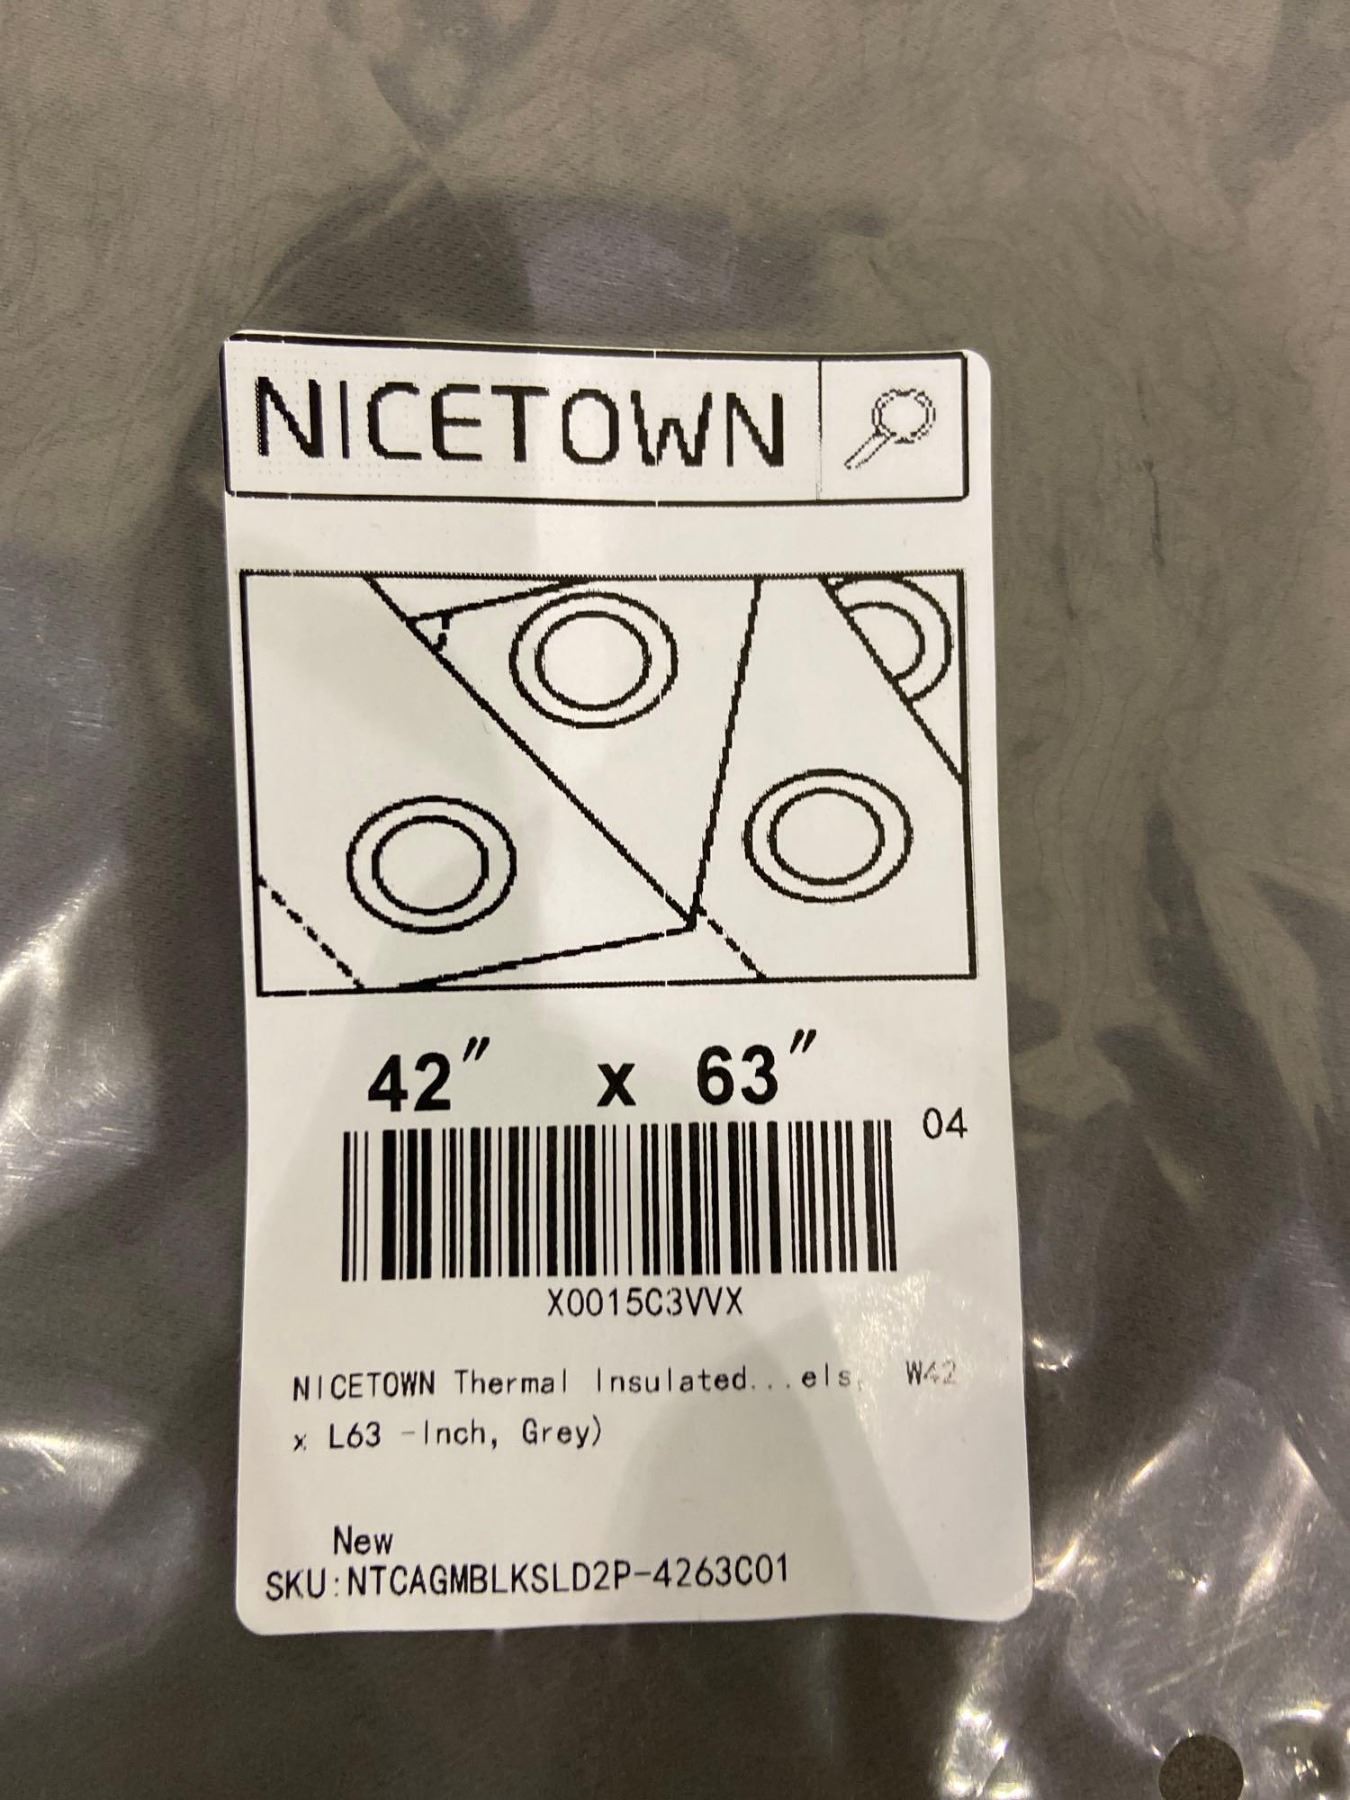 NICETOWN
42" x 63"
04
X0015C3VVX
NICETOWN Thermal Insulated...els, W42
x L63 -Inch, Grey)
New
SKU:NTCAGMBLKSLD2P-4263C01